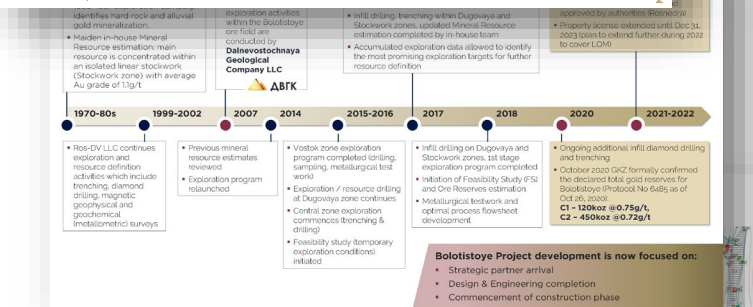 identifies hard rock and alluvial
gold mineralization.
Maiden in-house Mineral
Resource estimation: main
resource is concentrated within
an isolated linear stockwork
(Stockwork zone) with average
Au grade of 1.1g/t
exploration activities
within the Bolotistoye
ore field are
conducted by
Dalnevostochnaya
Geological
Company LLC
ДВГК
Infill drilling, trenching within Dugovaya and
Stockwork zones, updated Mineral Resource
estimation completed by in-house team
Accumulated exploration data allowed to identify
the most promising exploration targets for further
resource definition
approved by authorities (Rosnedra)
Property license extended until Dec 31,
2023 (plan to extend further during 2022
to cover LOM)
1970-80s
1999-2002
2007
2014
2015-2016
2017
2018
2020
2021-2022
Ros-DV LLC continues
exploration and
resource definition
activities which include
trenching, diamond
drilling, magnetic
geophysical and
geochemical
(metallometric) surveys
Previous mineral
resource estimates
reviewed
Exploration program
relaunched
Vostok zone exploration
program completed (drilling,
sampling, metallurgical test
work)
Exploration / resource drilling
at Dugovaya zone continues
Central zone exploration
commences (trenching &
drilling)
Feasibility study (temporary
exploration conditions)
initiated
Infill drilling on Dugovaya and
Stockwork zones, 1st stage
exploration program completed
Initiation of Feasibility Study (FS)
and Ore Reserves estimation
Metallurgical testwork and
optimal process flowsheet
development
Ongoing additional infill diamond drilling
and trenching
October 2020 GKZ formally confirmed
the declared total gold reserves for
Bolotistoye (Protocol No 6485 as of
Oct 26, 2020):
C1 – 120koz @0.75g/t,
C2 – 450koz @0.72g/t
Bolotistoye Project development is now focused on:
Strategic partner arrival
Design & Engineering completion
Commencement of construction phase